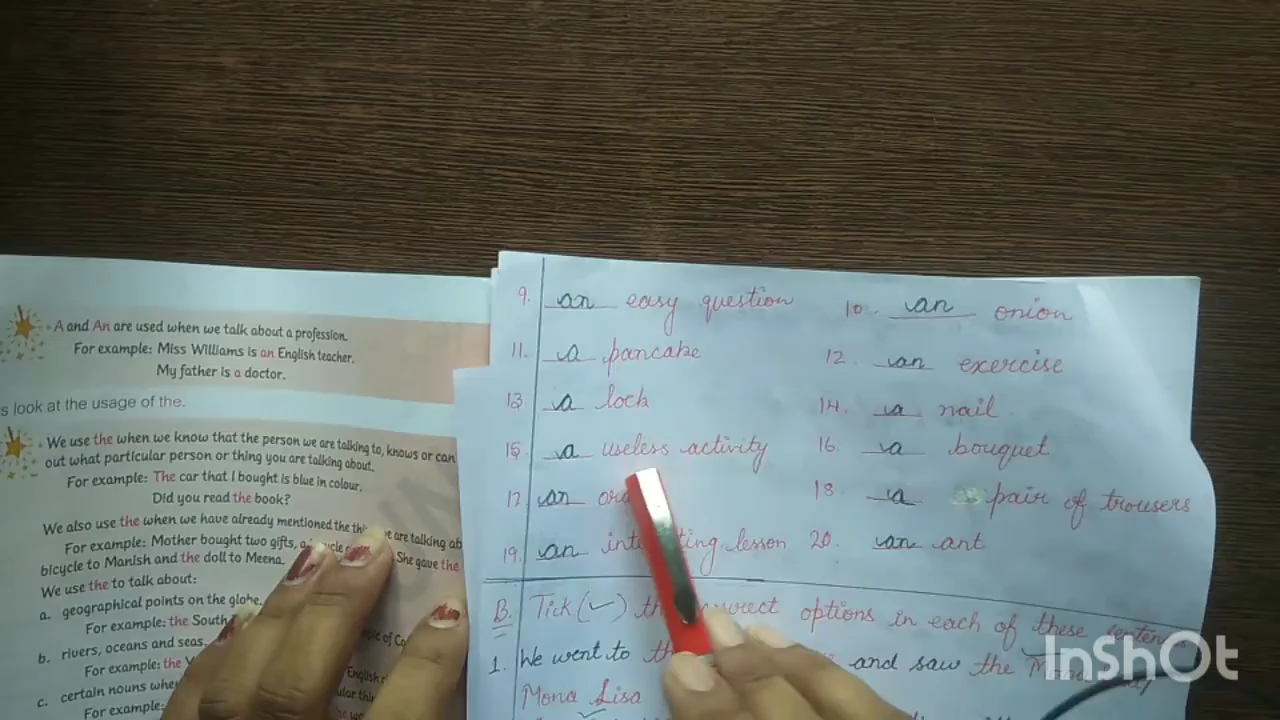 A and An are used when we talk about a profession.
For example: Miss Williams is an English teacher.
My father is a doctor.
s look at the usage of the.
We use the when we know that the person we are talking to, knows or can
out what particular person or thing you are talking about.
For example: The car that I bought is blue in colour.
Did you read the book?
We also use the when we have already mentioned the are talking ab
For example: Mother bought two gifts, She gave the
bicycle to Manish and the doll to Meena.
We use the to talk about:
a. geographical points on the globe.
For example: the South
b. rivers, oceans and seas.
For example: the
c. certain nouns
For example:
9. an easy question 10. an onion
11. a pancake 12. an exercise
13 a lock 14. a nail
15. a useless activity 16. a bouquet
17 an 18. a pair of trousers
19. an lesson 20. an ant
B. Tick (✓) options in each of these
1. We went to and saw the
Mona Lisa
InShOt